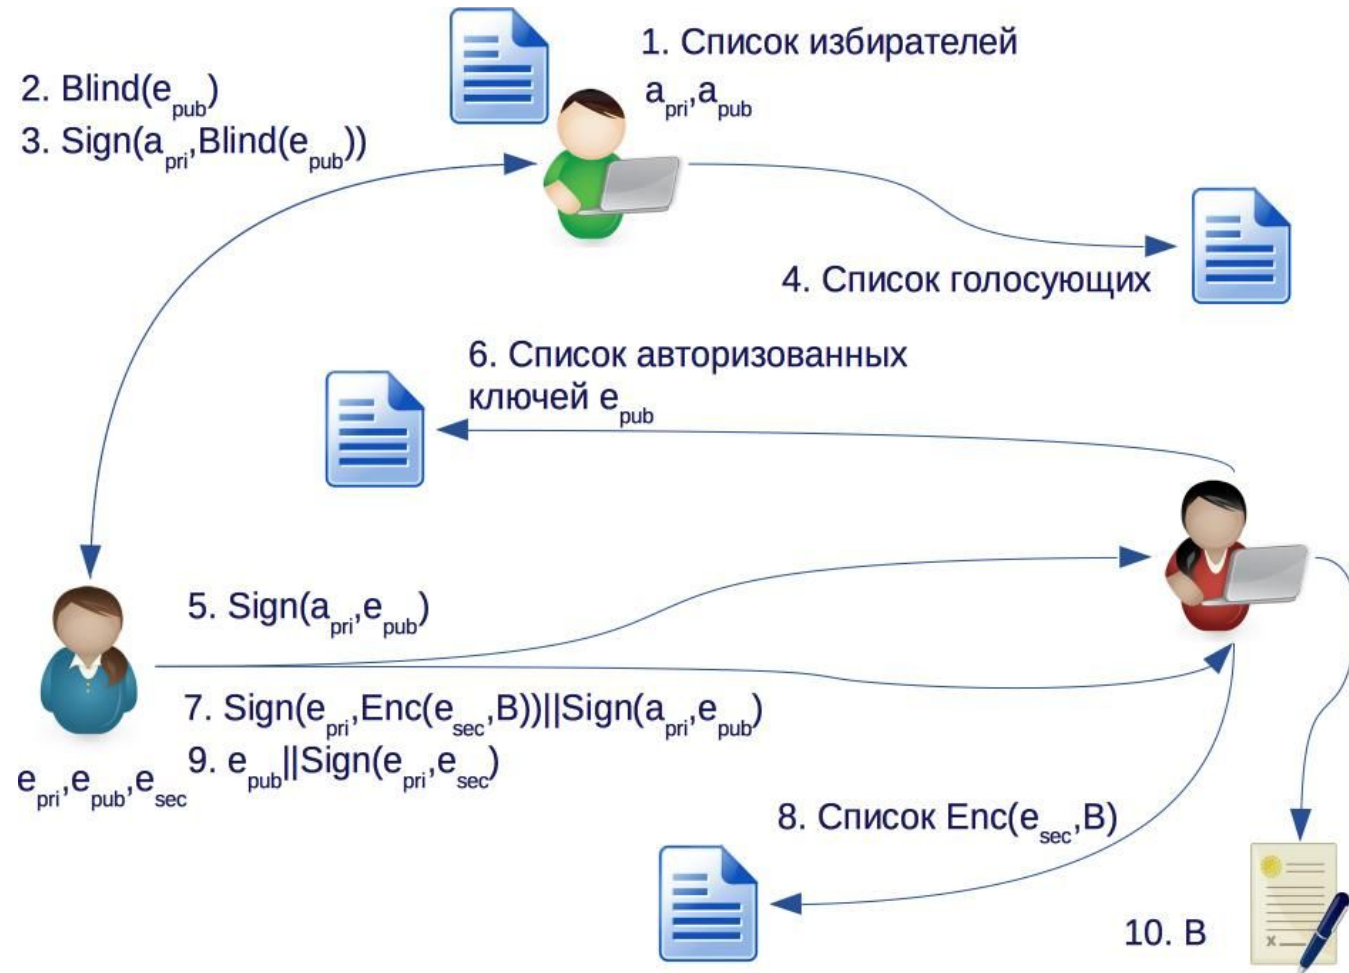 1. Список избирателей
a_pri,a_pub
2. Blind(e_pub)
3. Sign(a_pri,Blind(e_pub))
4. Список голосующих
6. Список авторизованных
ключей e_pub
5. Sign(a_pri,e_pub)
7. Sign(e_pri,Enc(e_sec,B))||Sign(a_pri,e_pub)
9. e_pub||Sign(e_pri,e_sec)
e_pri,e_pub,e_sec
8. Список Enc(e_sec,B)
10. B
x